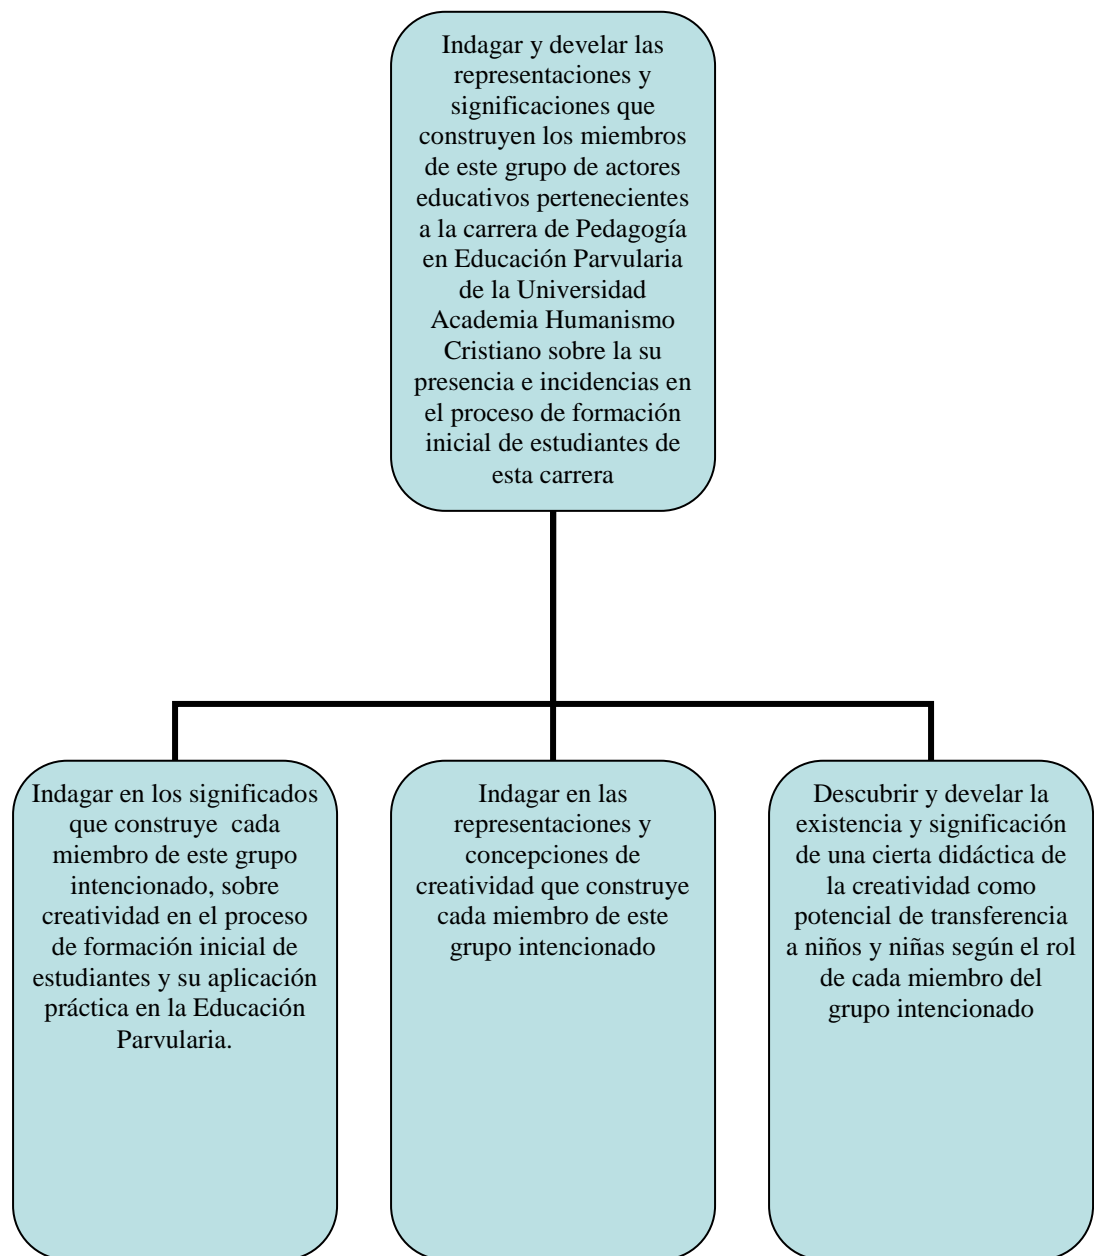 Indagar y develar las
representaciones y
significaciones que
construyen los miembros
de este grupo de actores
educativos pertenecientes
a la carrera de Pedagogía
en Educación Parvularia
de la Universidad
Academia Humanismo
Cristiano sobre la su
presencia e incidencias en
el proceso de formación
inicial de estudiantes de
esta carrera
Indagar en los significados
que construye cada
miembro de este grupo
intencionado, sobre
creatividad en el proceso
de formación inicial de
estudiantes y su aplicación
práctica en la Educación
Parvularia.
Indagar en las
representaciones y
concepciones de
creatividad que construye
cada miembro de este
grupo intencionado
Descubrir y develar la
existencia y significación
de una cierta didáctica de
la creatividad como
potencial de transferencia
a niños y niñas según el rol
de cada miembro del
grupo intencionado